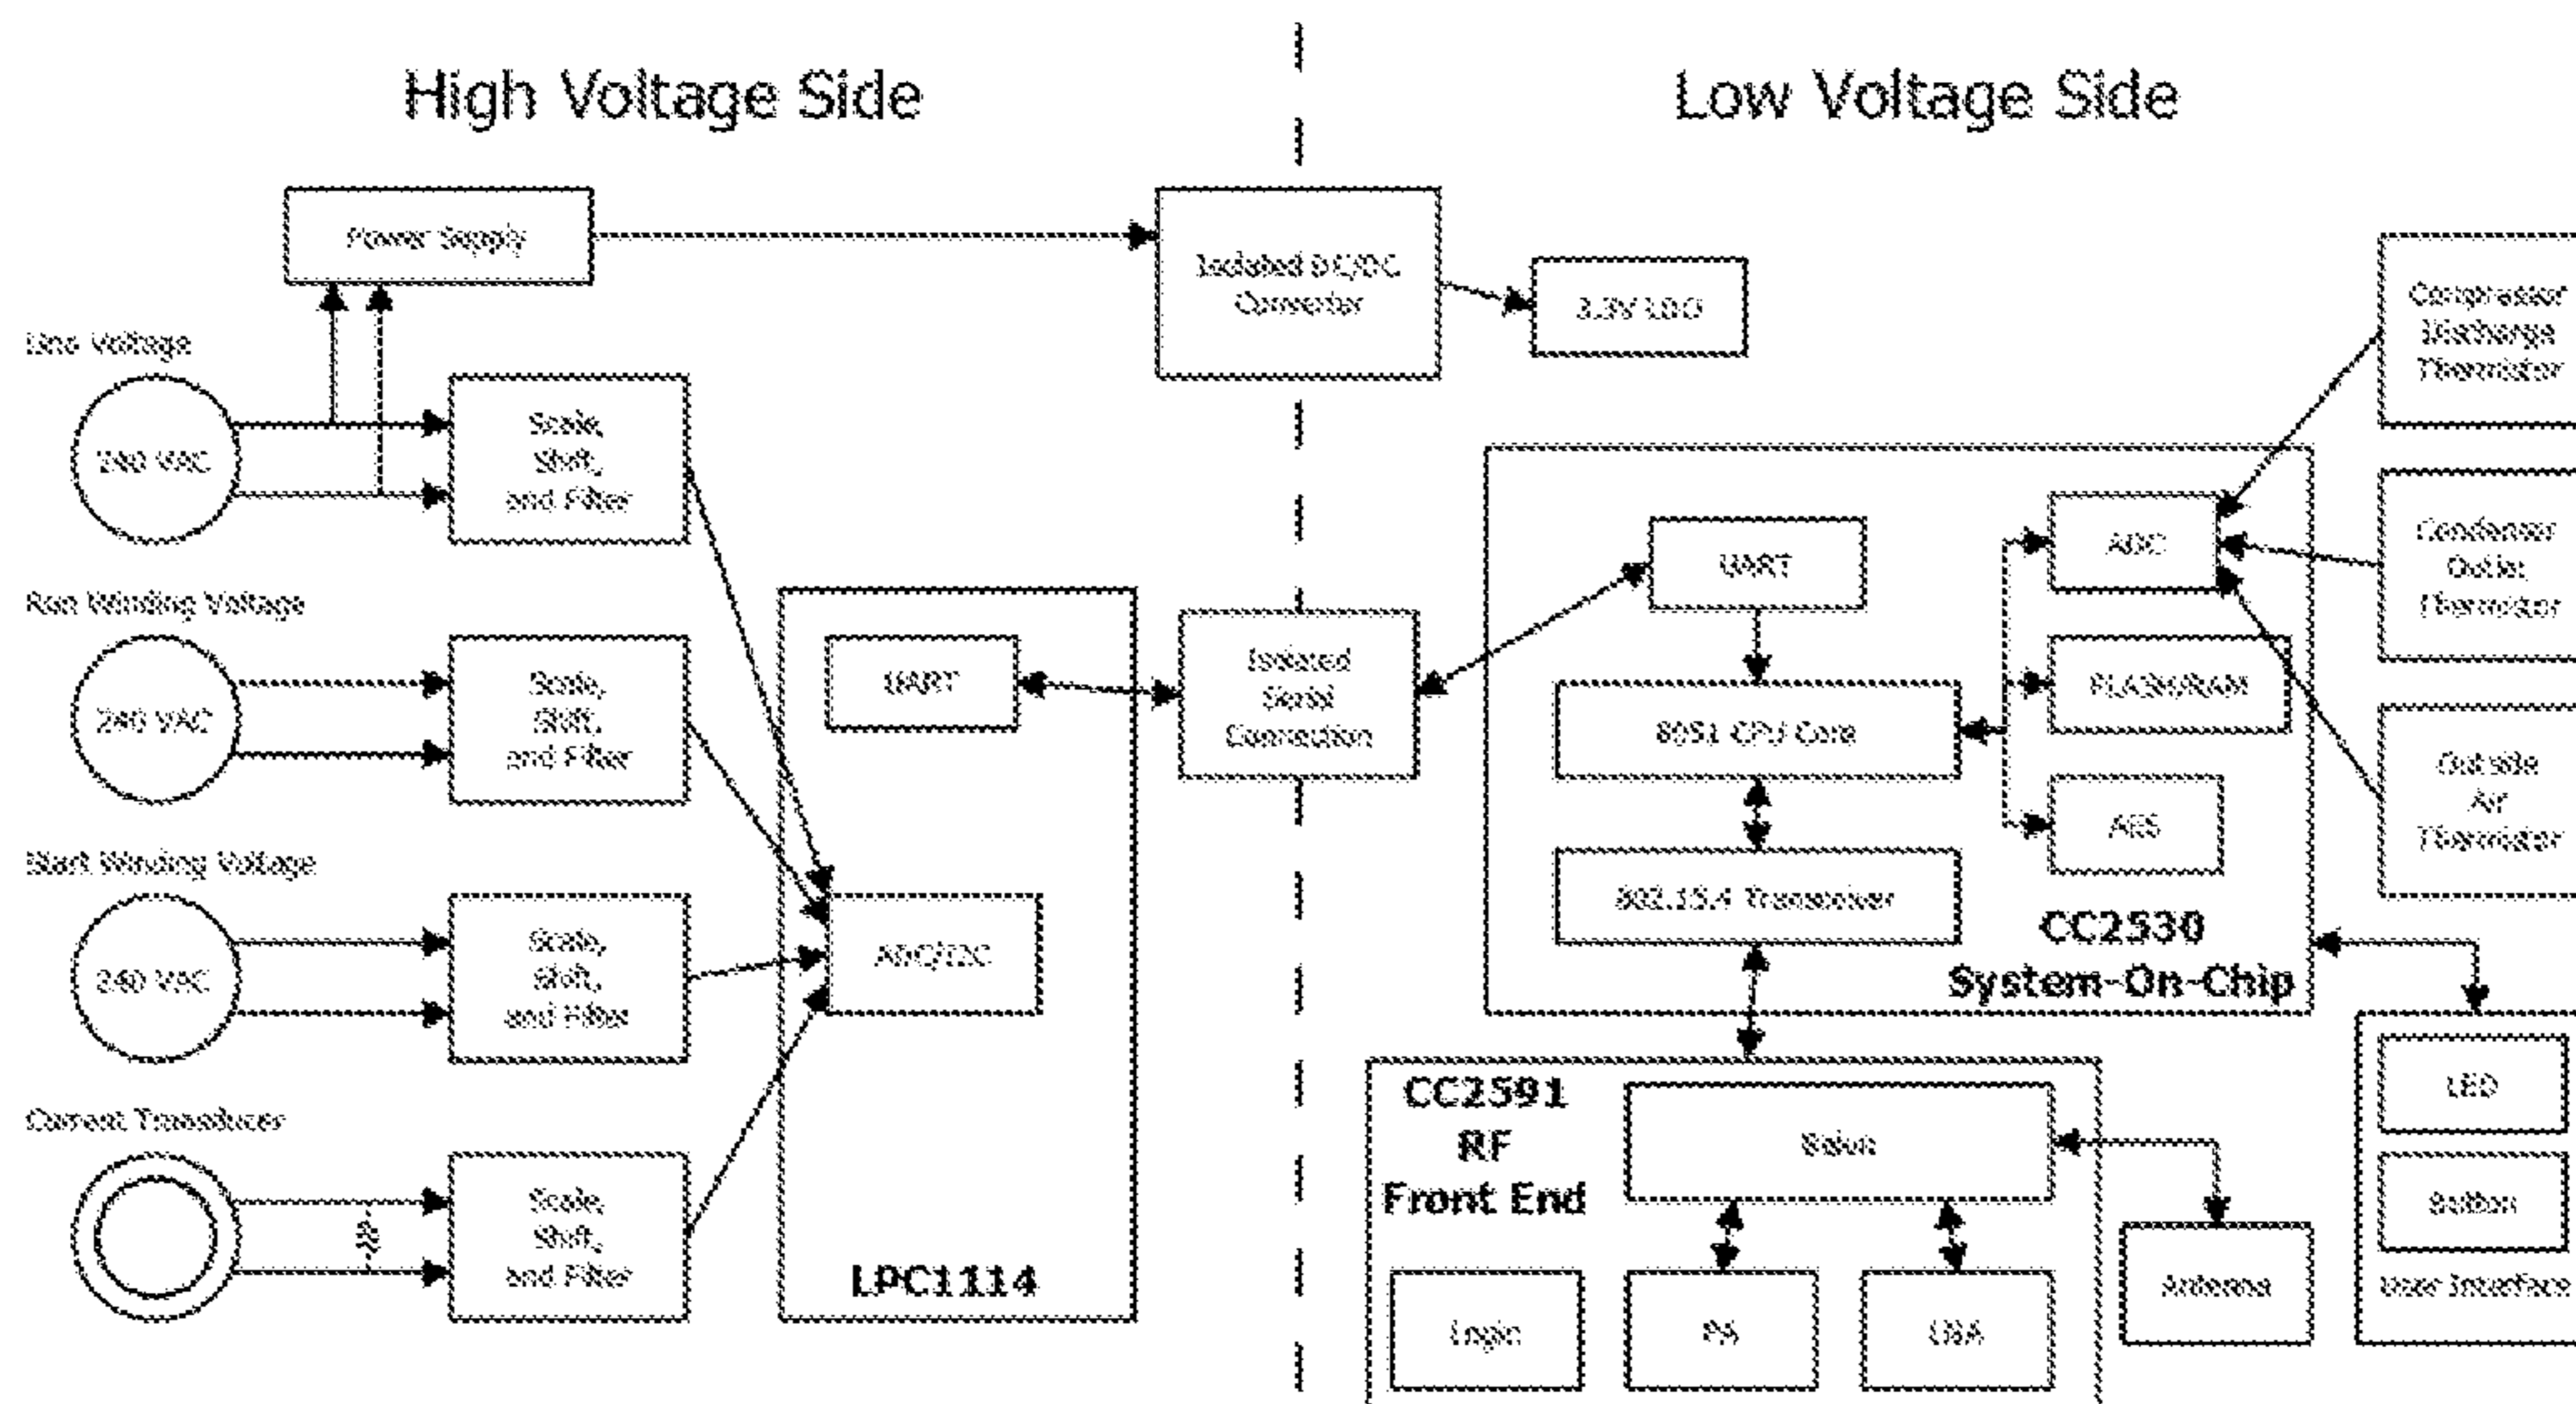 High Voltage Side
Low Voltage Side
Power Supply
Isolated DC/DC
Converter
3.3V LDO
Compressor
Discharge
Thermistor
Line Voltage
240 VAC
Scale,
Shift,
and Filter
Condenser
Outlet
Thermistor
UART
ADC
FLASH/RAM
8051 CPU Core
AES
802.15.4 Transceiver
CC2530
System-On-Chip
Outside
Air
Thermistor
Run Winding Voltage
240 VAC
Scale,
Shift,
and Filter
UART
Isolated
Serial
Connection
Start Winding Voltage
240 VAC
Scale,
Shift,
and Filter
Current Transducer
Scale,
Shift,
and Filter
LPC1114
CC2591
RF
Front End
Balun
Logic
PA
LNA
Antenna
LED
Button
User Interface